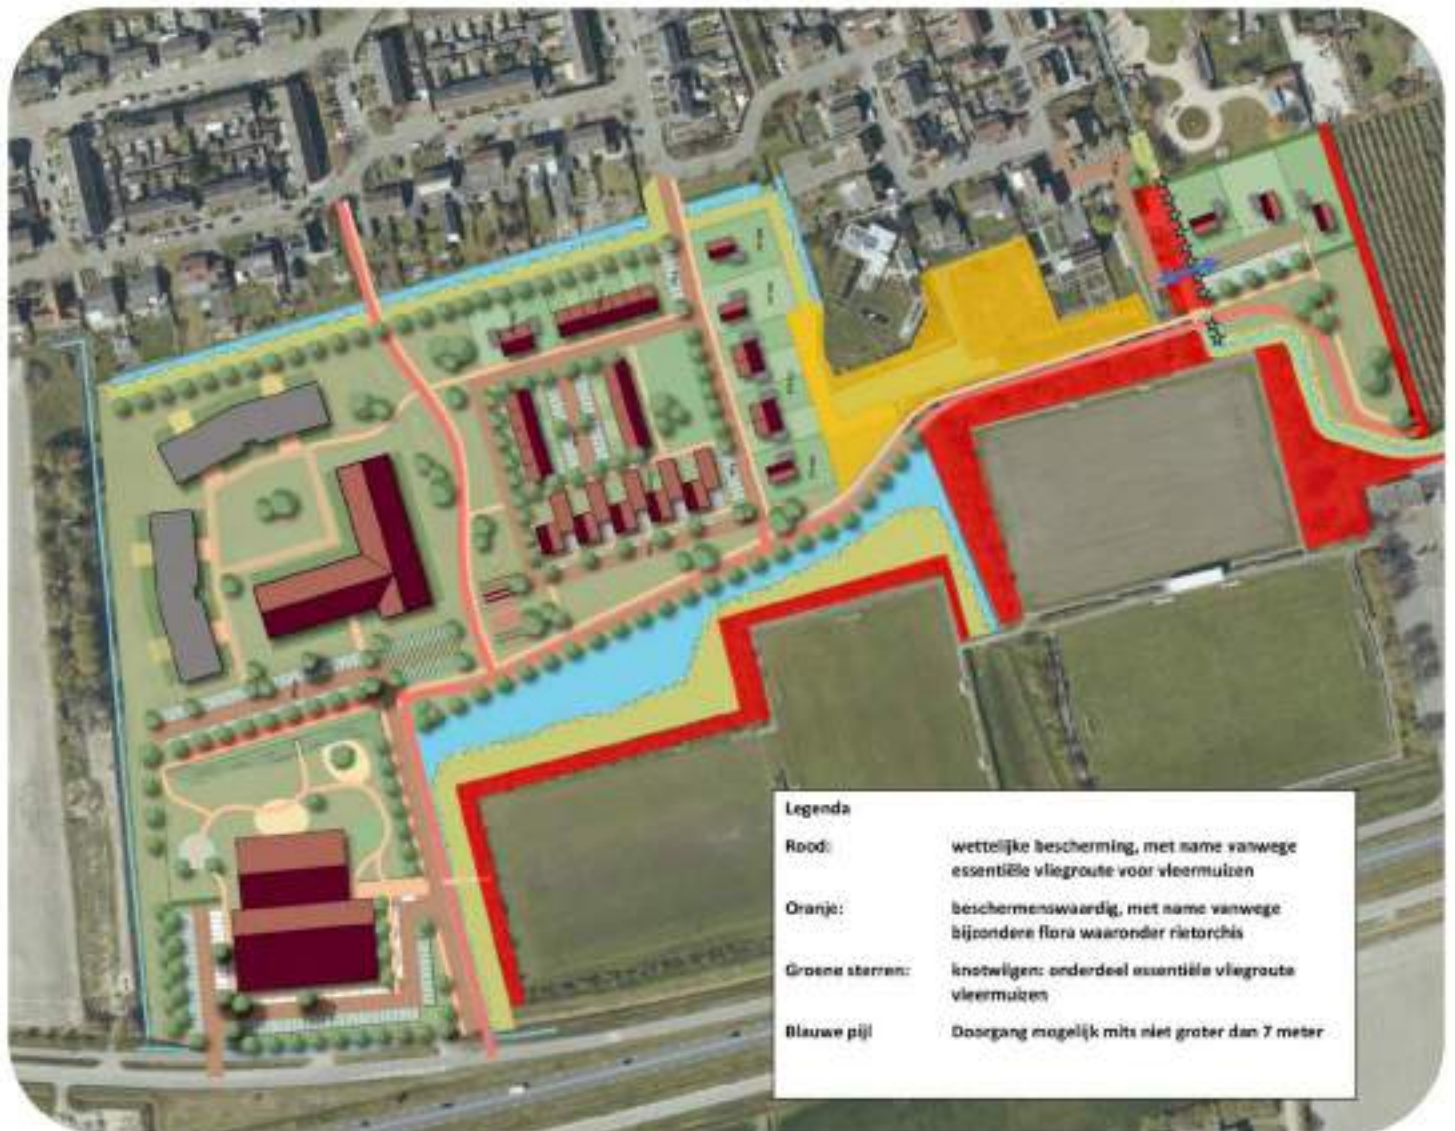 Legenda
Rood: wettelijke bescherming, met name vanwege
essentiële vliegroute voor vleermuizen
Oranje: beschermenswaardig, met name vanwege
bijzondere flora waaronder rietorchis
Groene sterren: knotwilgen: onderdeel essentiële vliegroute
vleermuizen
Blauwe pijl Doorgang mogelijk mits niet groter dan 7 meter